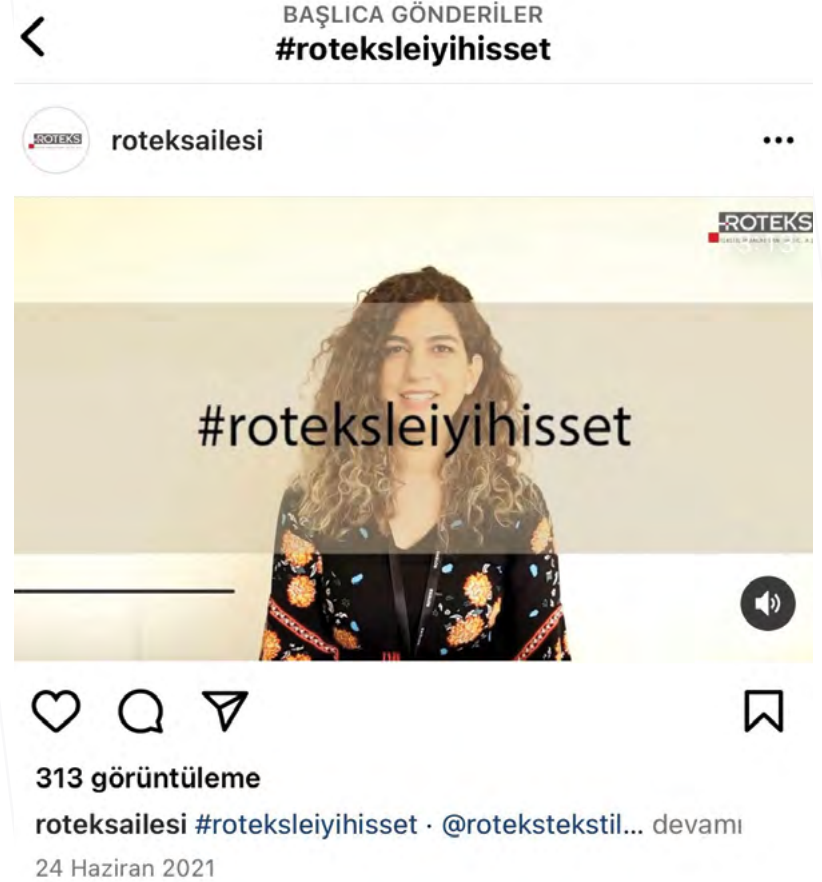 BAŞLICA GÖNDERİLER
#roteksleiyihisset
ROTEKS
roteksailesi
ROTEKS
#roteksleiyihisset
313 görüntüleme
roteksailesi #roteksleiyihisset · @rotekstekstil... devamı
24 Haziran 2021